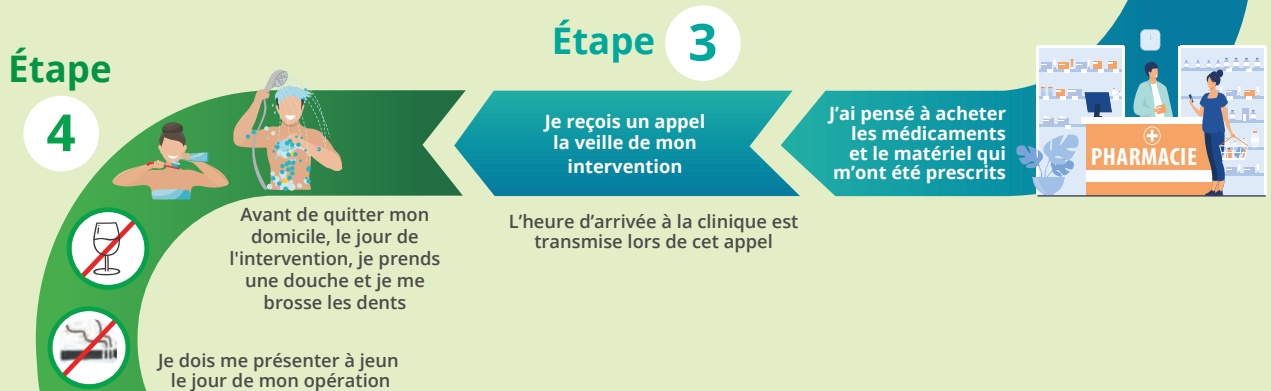 Étape 3
J'ai pensé à acheter
les médicaments
et le matériel qui
m'ont été prescrits
PHARMACIE
Je reçois un appel
la veille de mon
intervention
L'heure d'arrivée à la clinique est
transmise lors de cet appel
Étape
4
Avant de quitter mon
domicile, le jour de
l'intervention, je prends
une douche et je me
brosse les dents
Je dois me présenter à jeun
le jour de mon opération